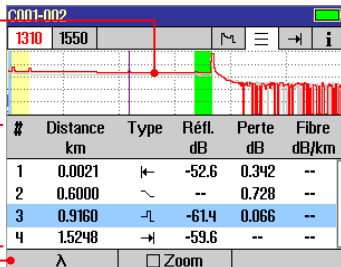 C001-002
1310 1550 i
# Distance Type Réfl. Perte Fibre
km dB dB dB/km
1 0.0021 -52.6 0.342 --
2 0.6000 -- 0.728 --
3 0.9160 -61.4 0.066 --
4 1.5248 -59.6 -- --
λ Zoom